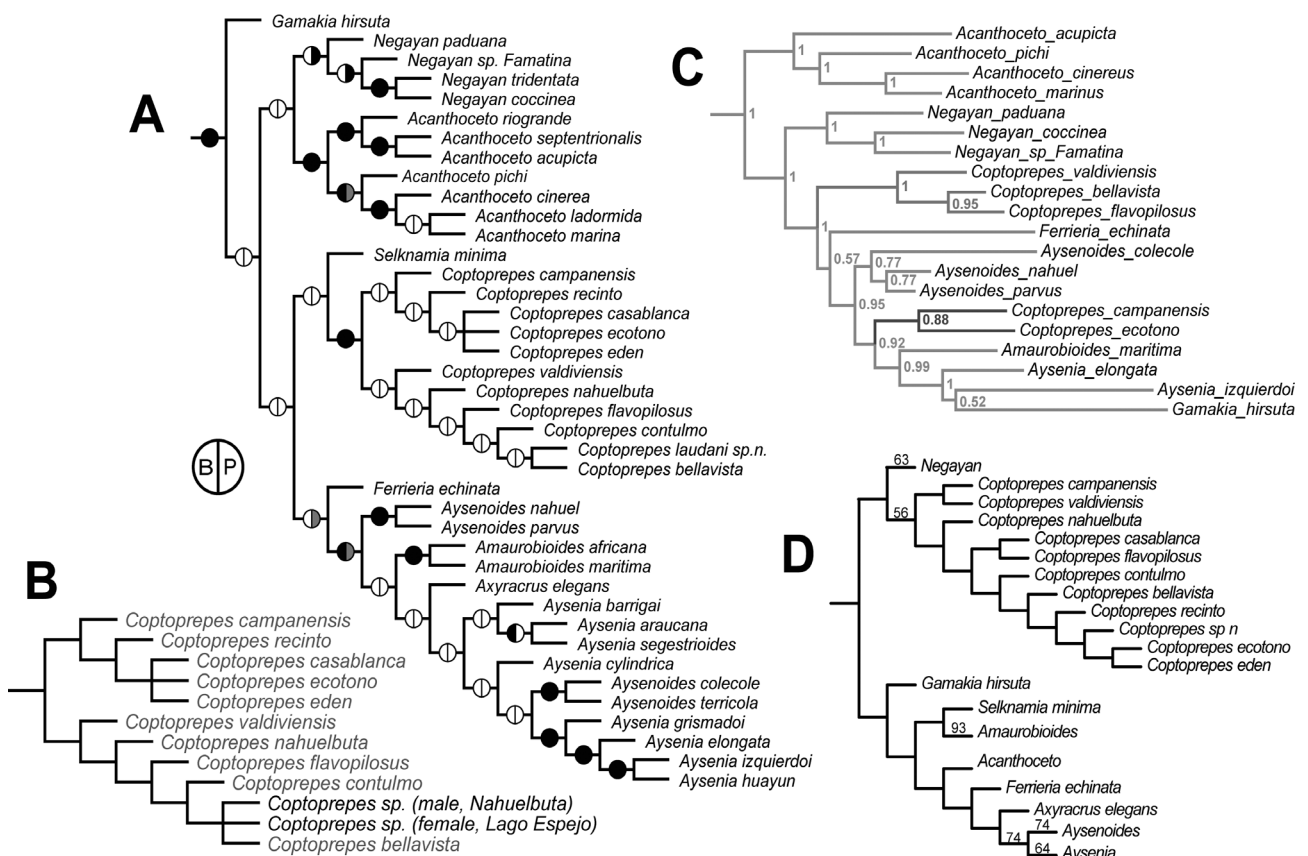 A
Gamakia hirsuta
Negayan paduana
Negayan sp. Famatina
Negayan tridentata
Negayan coccinea
Acanthoceto riogrande
Acanthoceto septentrionalis
Acanthoceto acupicta
Acanthoceto pichi
Acanthoceto cinerea
Acanthoceto ladormida
Acanthoceto marina
Selknamia minima
Coptoprepes campanensis
Coptoprepes recinto
Coptoprepes casablanca
Coptoprepes ecotono
Coptoprepes eden
Coptoprepes valdiviensis
Coptoprepes nahuelbuta
Coptoprepes flavopilosus
Coptoprepes contulmo
Coptoprepes laudani sp.n.
Coptoprepes bellavista
B P
Ferrieria echinata
Aysenoides nahuel
Aysenoides parvus
Amaurobioides africana
Amaurobioides maritima
Axyracrus elegans
Aysenia barrigai
Aysenia araucana
Aysenia segestrioides
Aysenia cylindrica
Aysenoides colecole
Aysenoides terricola
Aysenia grismadoi
Aysenia elongata
Aysenia izquierdoi
Aysenia huayun
B
Coptoprepes campanensis
Coptoprepes recinto
Coptoprepes casablanca
Coptoprepes ecotono
Coptoprepes eden
Coptoprepes valdiviensis
Coptoprepes nahuelbuta
Coptoprepes flavopilosus
Coptoprepes contulmo
Coptoprepes sp. (male, Nahuelbuta)
Coptoprepes sp. (female, Lago Espejo)
Coptoprepes bellavista
C
Acanthoceto_acupicta
1
Acanthoceto_pichi
1
Acanthoceto_cinereus
1
Acanthoceto_marinus
1
Negayan_paduana
1
Negayan_coccinea
1
Negayan_sp_Famatina
1
Coptoprepes_valdiviensis
1
Coptoprepes_bellavista
0.95
Coptoprepes_flavopilosus
1
Ferrieria_echinata
0.57
Aysenoides_colecole
0.77
Aysenoides_nahuel
0.77
Aysenoides_parvus
0.95
Coptoprepes_campanensis
0.88
Coptoprepes_ecotono
0.92
Amaurobioides_maritima
0.99
Aysenia_elongata
1
Aysenia_izquierdoi
0.52
Gamakia_hirsuta
D
63
Negayan
Coptoprepes campanensis
Coptoprepes valdiviensis
56
Coptoprepes nahuelbuta
Coptoprepes casablanca
Coptoprepes flavopilosus
Coptoprepes contulmo
Coptoprepes bellavista
Coptoprepes recinto
Coptoprepes sp n
Coptoprepes ecotono
Coptoprepes eden
Gamakia hirsuta
Selknamia minima
93
Amaurobioides
Acanthoceto
Ferrieria echinata
Axyracrus elegans
74
74
Aysenoides
64
Aysenia